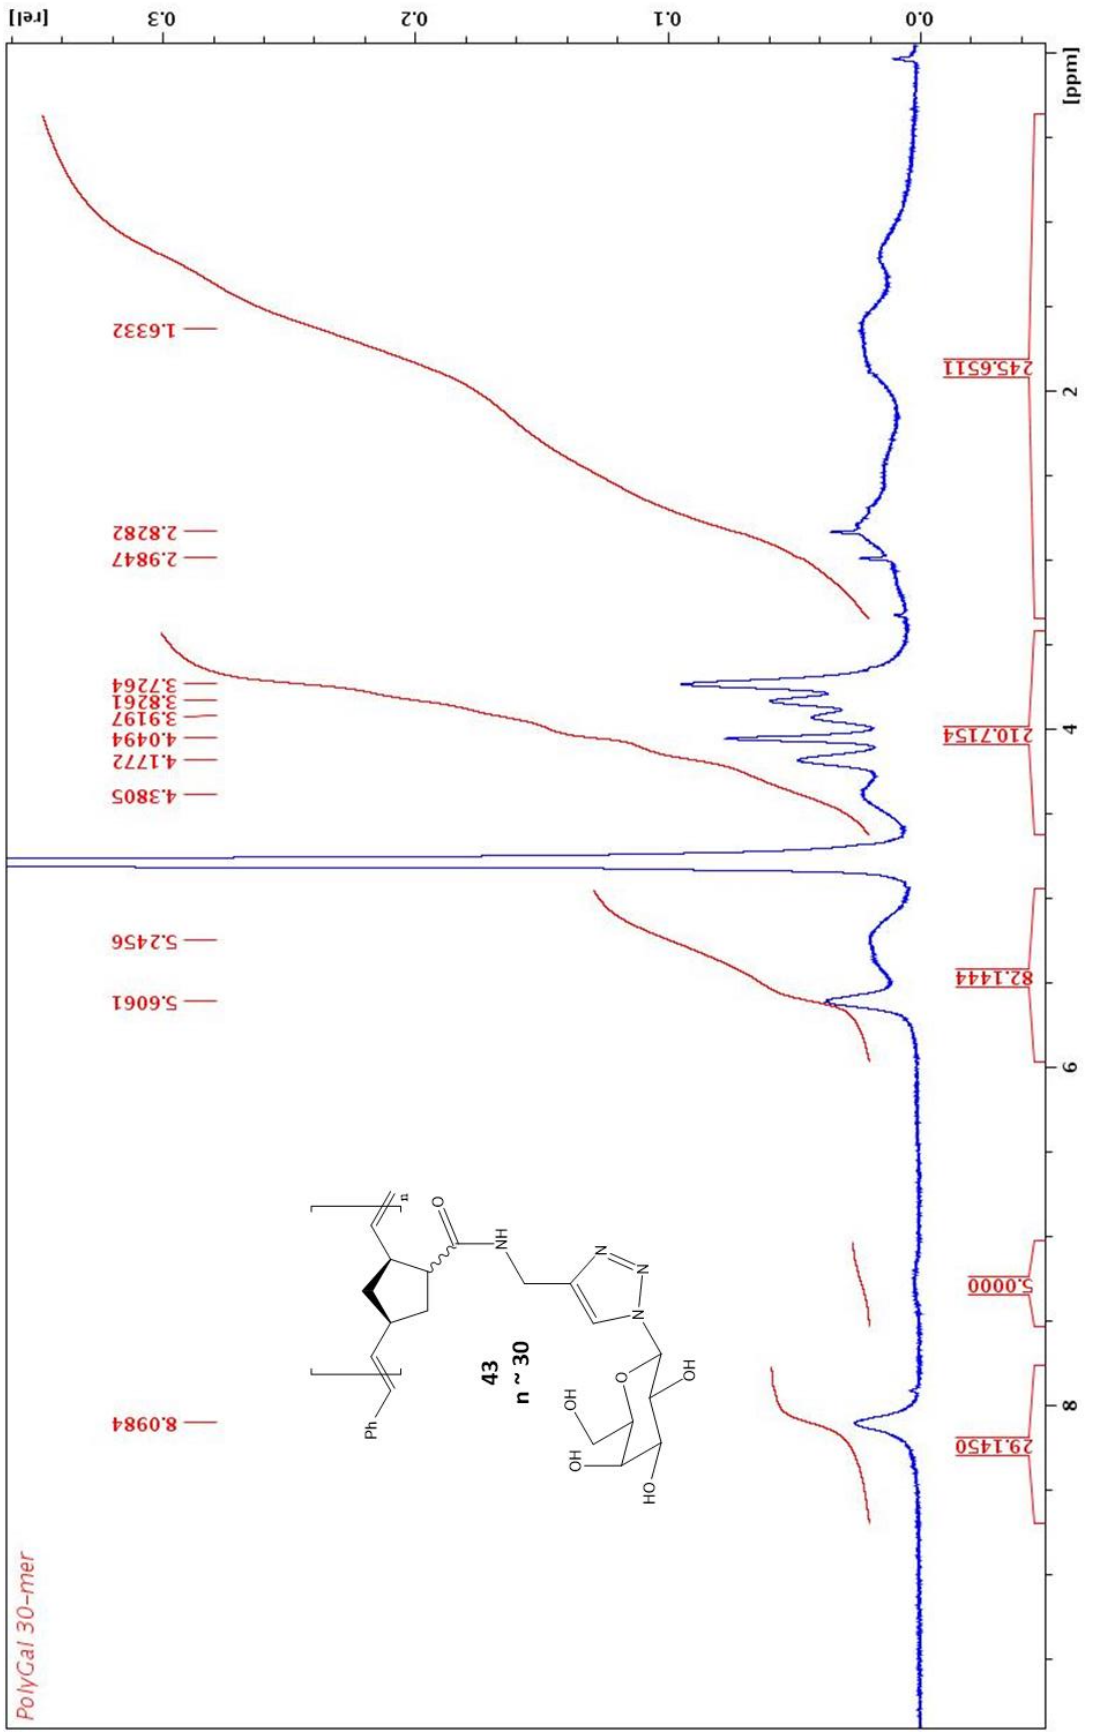 PolyGal 30-mer
8.0984
5.6061
5.2456
4.3805
4.1772
4.0494
3.9197
3.8261
3.7264
2.9847
2.8282
1.6332
[rel]
0.3
0.2
0.1
0.0
Ph
n
O
NH
N
N
N
O
OH
OH
OH
HO
43
n ~ 30
29.1450
5.0000
82.1444
210.7154
245.6511
8
6
4
2
[ppm]